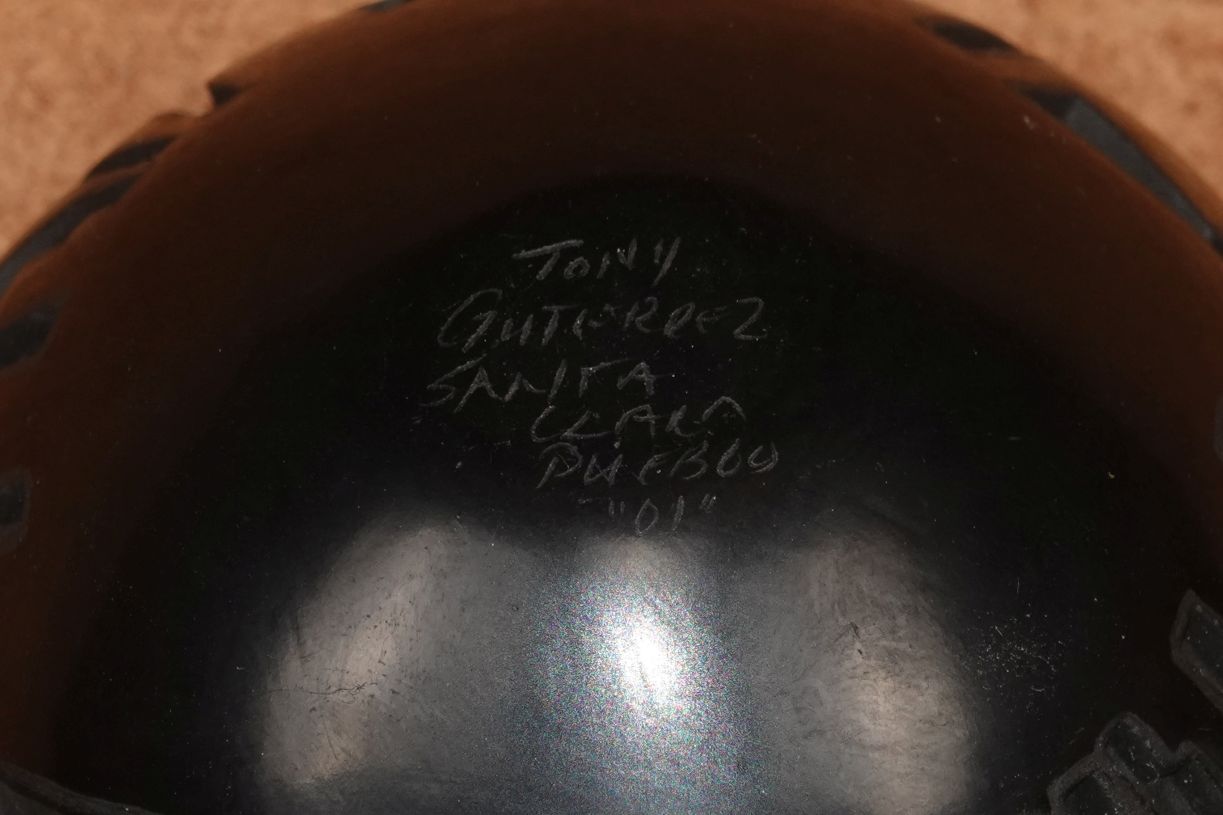 TONY
GUTIERREZ
SANTA
CLARA
PUEBLO
"01"